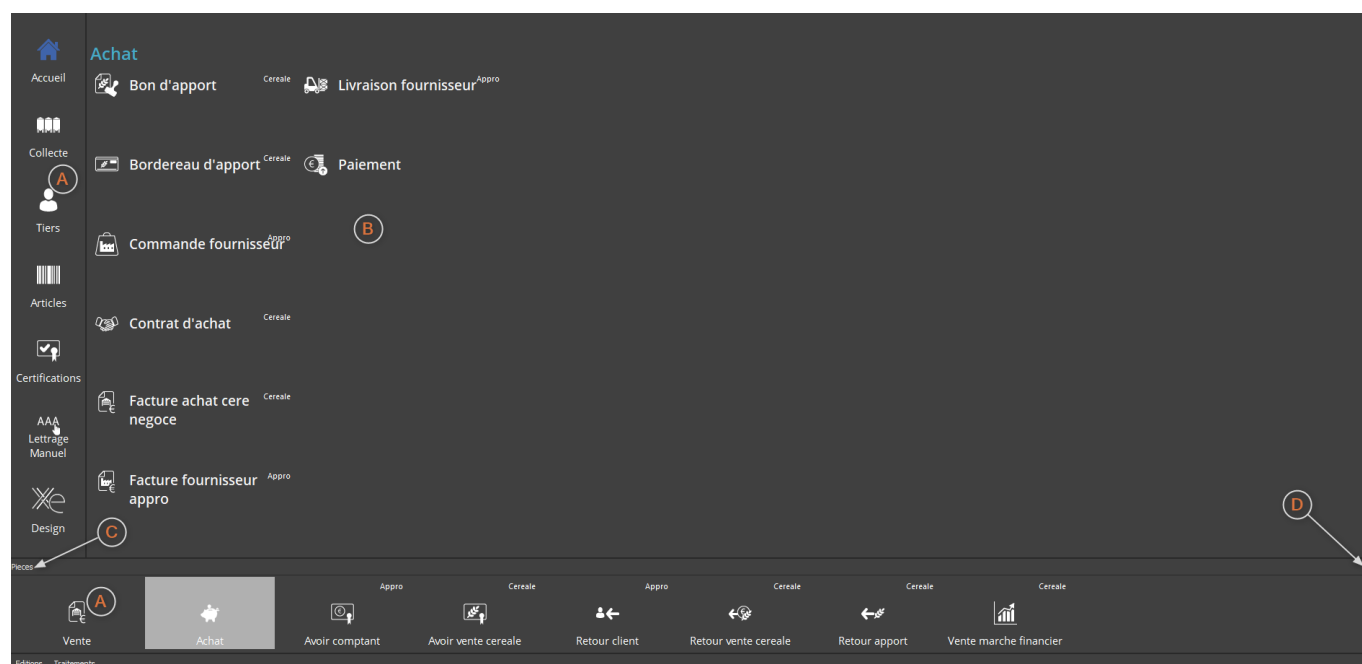 Accueil
Collecte
A
Tiers
Articles
Certifications
AAA
Lettrage
Manuel
Xe
Design
Achat
Bon d'apport Cereale
Livraison fournisseur Appro
Bordereau d'apport Cereale
Paiement
B
Commande fournisseur Appro
Contrat d'achat Cereale
Facture achat cere Cereale
negoce
Facture fournisseur Appro
appro
C
D
Pieces
A
Vente
Achat
Appro
Avoir comptant
Cereale
Avoir vente cereale
Appro
Retour client
Cereale
Retour vente cereale
Cereale
Retour apport
Cereale
Vente marche financier
Editions Traitements